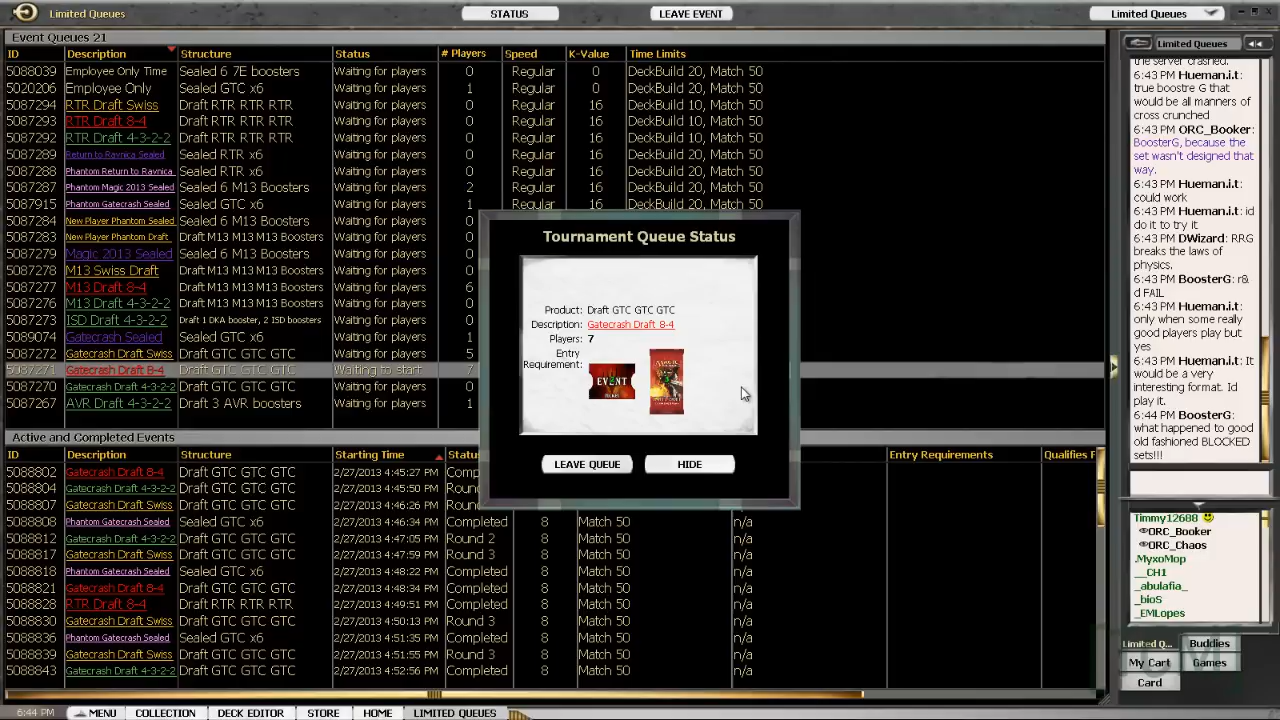 Limited Queues STATUS LEAVE EVENT Limited Queues
Event Queues 21
ID Description Structure Status # Players Speed K-Value Time Limits
5088039 Employee Only Time Sealed 6 7E boosters Waiting for players 0 Regular 0 DeckBuild 20, Match 50
5020206 Employee Only Sealed GTC x6 Waiting for players 1 Regular 0 DeckBuild 20, Match 50
5087294 RTR Draft Swiss Draft RTR RTR RTR Waiting for players 0 Regular 16 DeckBuild 10, Match 50
5087293 RTR Draft 8-4 Draft RTR RTR RTR Waiting for players 0 Regular 16 DeckBuild 10, Match 50
5087292 RTR Draft 4-3-2-2 Draft RTR RTR RTR Waiting for players 0 Regular 16 DeckBuild 10, Match 50
5087289 Return to Ravnica Sealed Sealed RTR x6 Waiting for players 0 Regular 16 DeckBuild 20, Match 50
5087288 Phantom Return to Ravnica Sealed RTR x6 Waiting for players 0 Regular 16 DeckBuild 20, Match 50
5087287 Phantom Magic 2013 Sealed Sealed 6 M13 Boosters Waiting for players 2 Regular 16 DeckBuild 20, Match 50
5087915 Phantom Gatecrash Sealed Sealed GTC x6 Waiting for players 1 Regular 16 DeckBuild 20, Match 50
5087284 New Player Phantom Sealed Sealed 6 M13 Boosters Waiting for players 0
5087283 New Player Phantom Draft Draft M13 M13 M13 Boosters Waiting for players 0
5087279 Magic 2013 Sealed Sealed 6 M13 Boosters Waiting for players 0
5087278 M13 Swiss Draft Draft M13 M13 M13 Boosters Waiting for players 0
5087277 M13 Draft 8-4 Draft M13 M13 M13 Boosters Waiting for players 6
5087276 M13 Draft 4-3-2-2 Draft M13 M13 M13 Boosters Waiting for players 0
5087273 ISD Draft 4-3-2-2 Draft 1 DKA booster, 2 ISD boosters Waiting for players 0
5089074 Gatecrash Sealed Sealed GTC x6 Waiting for players 1
5087272 Gatecrash Draft Swiss Draft GTC GTC GTC Waiting for players 5
5087271 Gatecrash Draft 8-4 Draft GTC GTC GTC Waiting to start 7
5087270 Gatecrash Draft 4-3-2-2 Draft GTC GTC GTC Waiting for players 0
5087267 AVR Draft 4-3-2-2 Draft 3 AVR boosters Waiting for players 1
Tournament Queue Status
Product: Draft GTC GTC GTC
Description: Gatecrash Draft 8-4
Players: 7
Entry
Requirement:
EVENT
LEAVE QUEUE HIDE
Active and Completed Events
ID Description Structure Starting Time Status Entry Requirements Qualifies F
5088802 Gatecrash Draft 8-4 Draft GTC GTC GTC 2/27/2013 4:45:27 PM Comp
5088804 Gatecrash Draft 4-3-2-2 Draft GTC GTC GTC 2/27/2013 4:45:50 PM Round
5088806 Gatecrash Draft Swiss Draft GTC GTC GTC 2/27/2013 4:46:26 PM Round
5088808 Phantom Gatecrash Sealed Sealed GTC x6 2/27/2013 4:46:34 PM Completed 8 Match 50 n/a
5088812 Gatecrash Draft 4-3-2-2 Draft GTC GTC GTC 2/27/2013 4:47:05 PM Round 2 8 Match 50 n/a
5088817 Gatecrash Draft Swiss Draft GTC GTC GTC 2/27/2013 4:47:59 PM Round 3 8 Match 50 n/a
5088818 Phantom Gatecrash Sealed Sealed GTC x6 2/27/2013 4:48:22 PM Completed 8 Match 50 n/a
5088821 Gatecrash Draft 8-4 Draft GTC GTC GTC 2/27/2013 4:48:34 PM Completed 8 Match 50 n/a
5088828 RTR Draft 8-4 Draft RTR RTR RTR 2/27/2013 4:49:51 PM Completed 8 Match 50 n/a
5088830 Gatecrash Draft Swiss Draft GTC GTC GTC 2/27/2013 4:50:13 PM Round 3 8 Match 50 n/a
5088836 Phantom Gatecrash Sealed Sealed GTC x6 2/27/2013 4:51:35 PM Completed 8 Match 50 n/a
5088839 Gatecrash Draft Swiss Draft GTC GTC GTC 2/27/2013 4:51:55 PM Round 3 8 Match 50 n/a
5088843 Gatecrash Draft 4-3-2-2 Draft GTC GTC GTC 2/27/2013 4:52:56 PM Completed 8 Match 50 n/a
Limited Queues
the server crashed.
6:43 PM Hueman.i.t:
true boostre G that
would be all manners of
cross crunched
6:43 PM ORC_Booker:
BoosterG, because the
set wasn't designed that
way.
6:43 PM Hueman.i.t:
could work
6:43 PM Hueman.i.t: id
do it to try it
6:43 PM DWizard: RRG
breaks the laws of
physics.
6:43 PM BoosterG: r&
d FAIL
6:43 PM Hueman.i.t:
only when some really
good players play but
yes
6:43 PM Hueman.i.t: It
would be a very
interesting format. Id
play it.
6:44 PM BoosterG:
what happened to good
old fashioned BLOCKED
sets!!!
Timmy12688
ORC_Booker
ORC_Chaos
.MyxoMop
__CH1
_abulafia_
_bioS
_EMLopes
Limited Q... Buddies
My Cart Games
Card
6:44 PM MENU COLLECTION DECK EDITOR STORE HOME LIMITED QUEUES